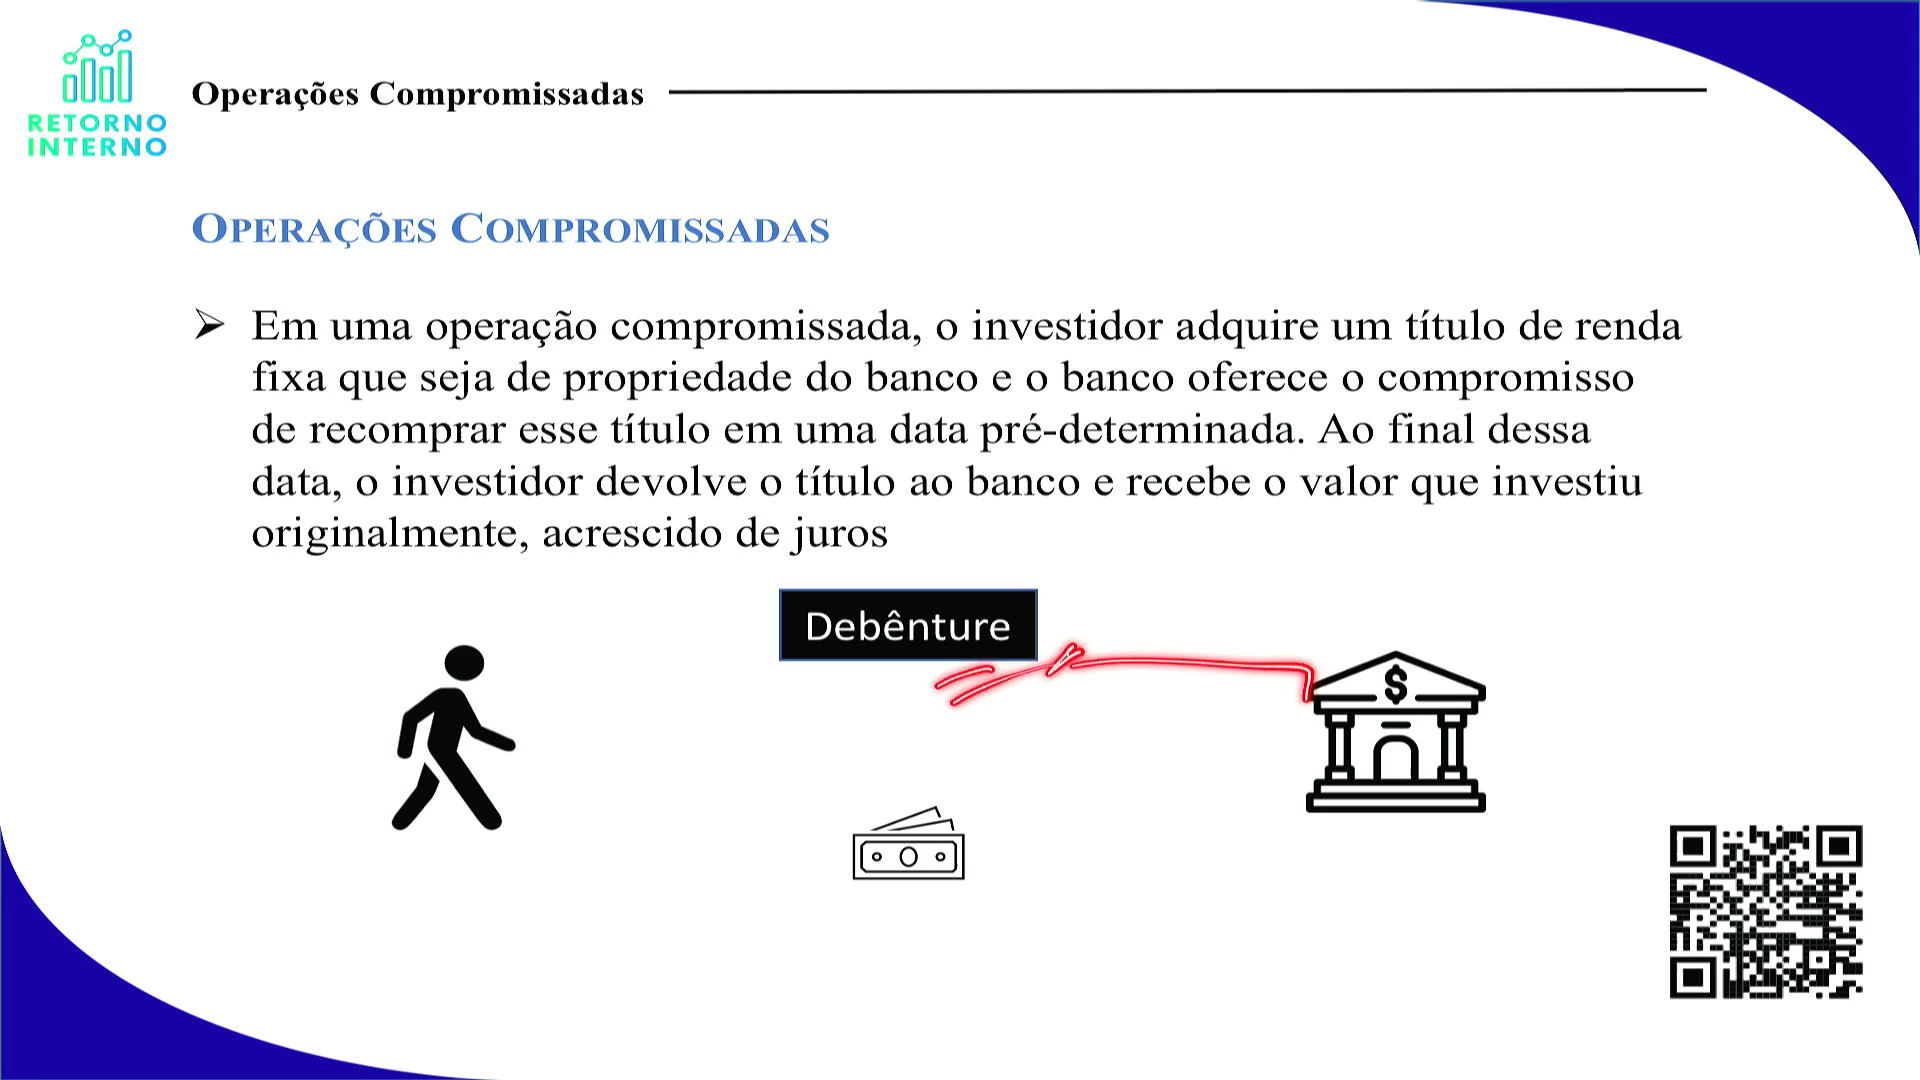 RETORNO
INTERNO
Operações Compromissadas
OPERAÇÕES COMPROMISSADAS
Em uma operação compromissada, o investidor adquire um título de renda
fixa que seja de propriedade do banco e o banco oferece o compromisso
de recomprar esse título em uma data pré-determinada. Ao final dessa
data, o investidor devolve o título ao banco e recebe o valor que investiu
originalmente, acrescido de juros
Debênture
$